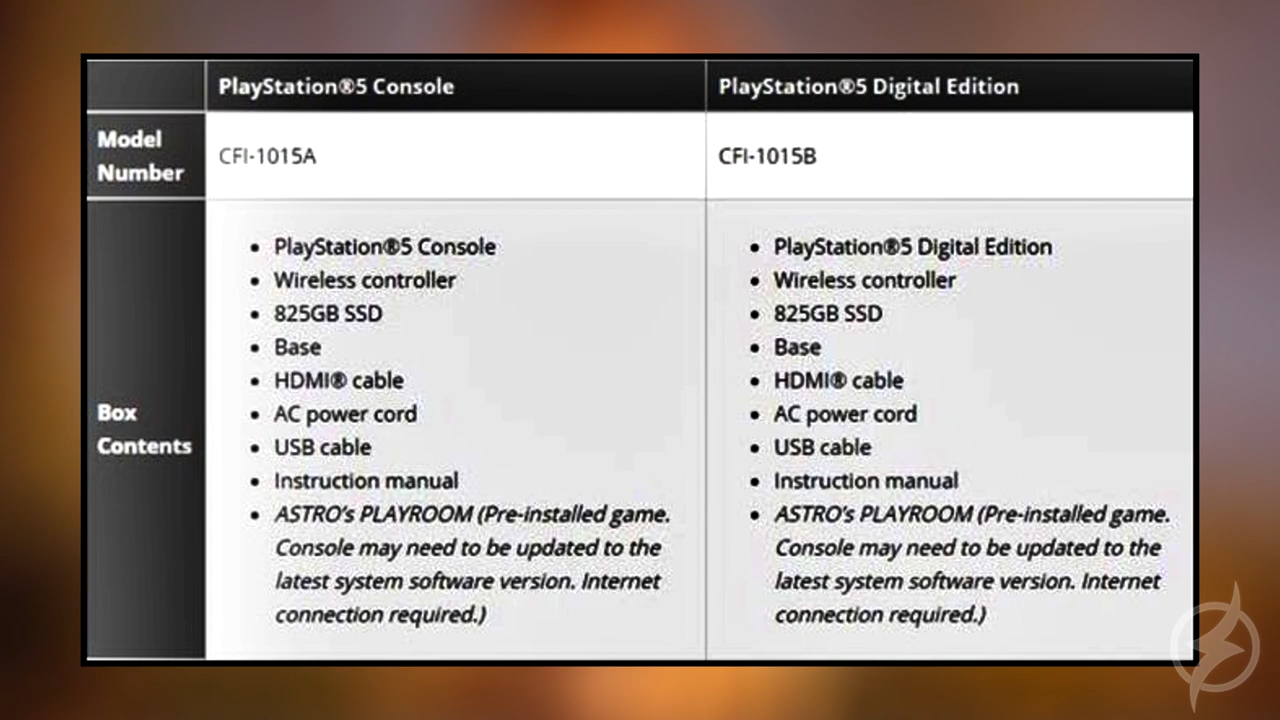 PlayStation®5 Console
PlayStation®5 Digital Edition
Model
Number
CFI-1015A
CFI-1015B
Box
Contents
• PlayStation®5 Console
• Wireless controller
• 825GB SSD
• Base
• HDMI® cable
• AC power cord
• USB cable
• Instruction manual
• ASTRO's PLAYROOM (Pre-installed game.
Console may need to be updated to the
latest system software version. Internet
connection required.)
• PlayStation®5 Digital Edition
• Wireless controller
• 825GB SSD
• Base
• HDMI® cable
• AC power cord
• USB cable
• Instruction manual
• ASTRO's PLAYROOM (Pre-installed game.
Console may need to be updated to the
latest system software version. Internet
connection required.)